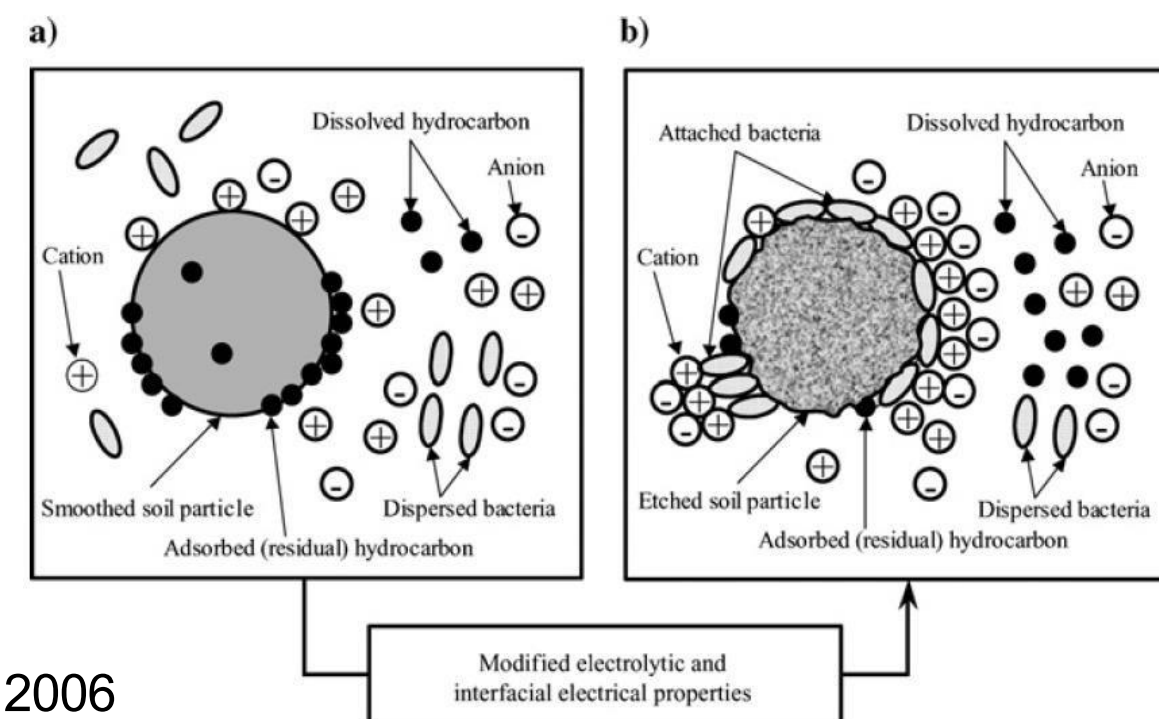 a)
Dissolved hydrocarbon
Anion
Cation
Smoothed soil particle
Dispersed bacteria
Adsorbed (residual) hydrocarbon
b)
Attached bacteria
Dissolved hydrocarbon
Anion
Cation
Etched soil particle
Dispersed bacteria
Adsorbed (residual) hydrocarbon
Modified electrolytic and
interfacial electrical properties
2006